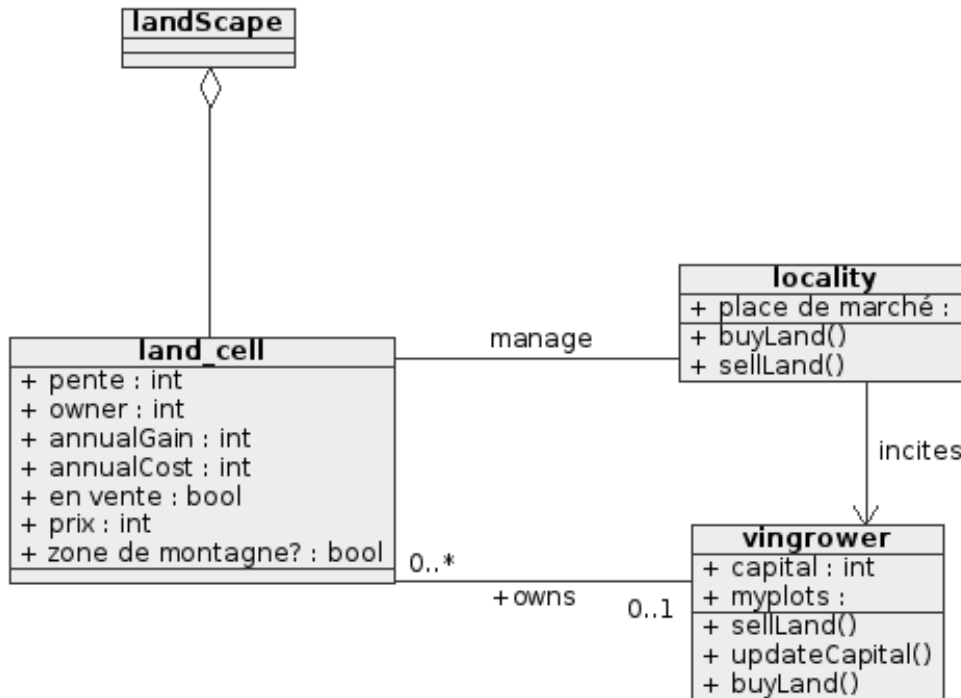 landScape
locality
+ place de marché :
+ buyLand()
+ sellLand()
manage
land_cell
+ pente : int
+ owner : int
+ annualGain : int
+ annualCost : int
+ en vente : bool
+ prix : int
+ zone de montagne? : bool
incites
0..*
+owns
0..1
vingrower
+ capital : int
+ myplots :
+ sellLand()
+ updateCapital()
+ buyLand()